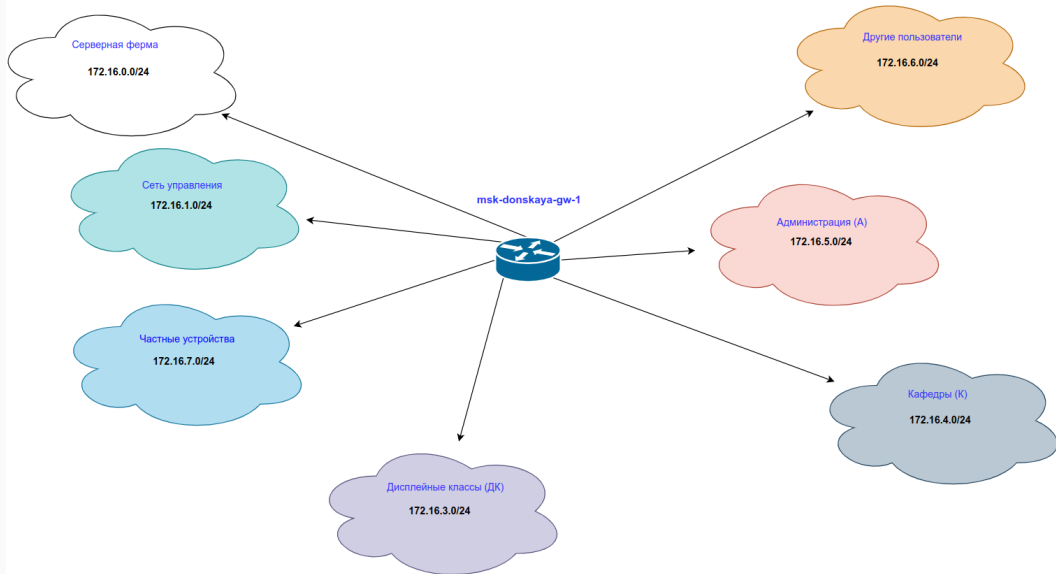 Серверная ферма
172.16.0.0/24
Другие пользователи
172.16.6.0/24
Сеть управления
172.16.1.0/24
msk-donskaya-gw-1
Администрация (А)
172.16.5.0/24
Частные устройства
172.16.7.0/24
Кафедры (К)
172.16.4.0/24
Дисплейные классы (ДК)
172.16.3.0/24